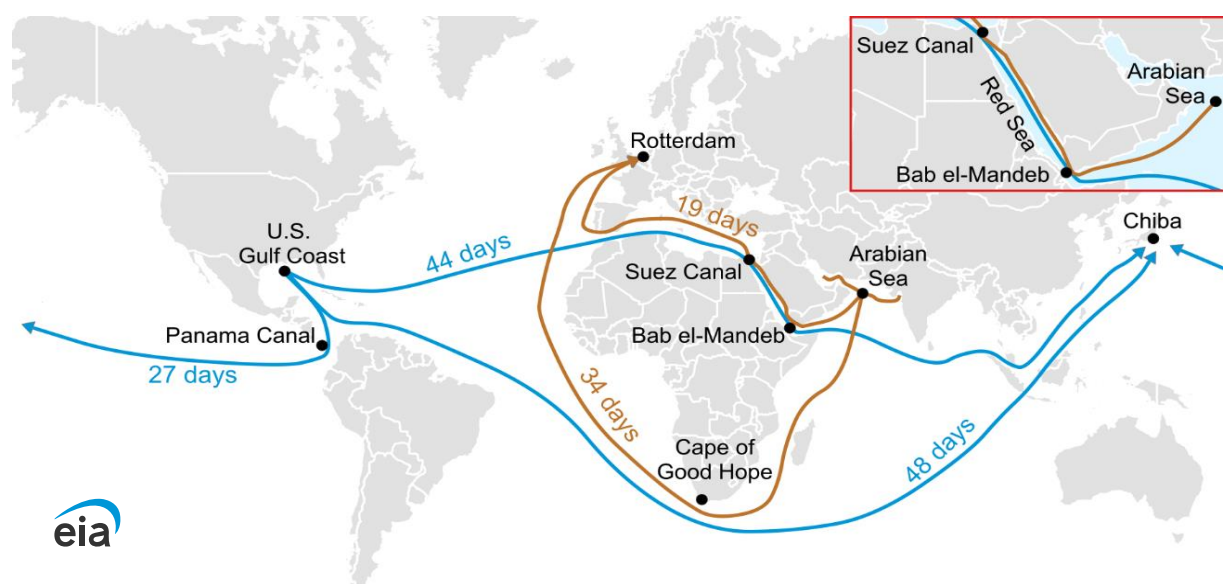 Suez Canal
Red Sea
Arabian
Sea
Bab el-Mandeb
Rotterdam
19 days
Chiba
U.S.
Gulf Coast
44 days
Suez Canal
Arabian
Sea
Panama Canal
Bab el-Mandeb
27 days
34 days
Cape of
Good Hope
48 days
eia